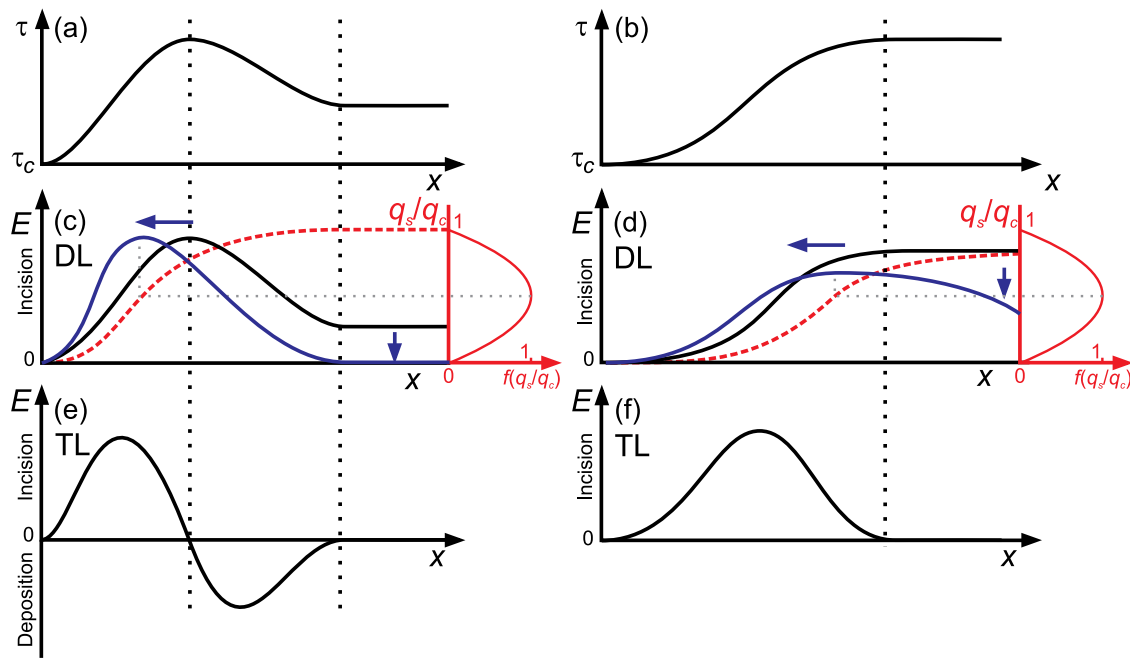 τ (a)
τc
x
τ (b)
τc
x
E (c)
DL
Incision
0
x
qs/qc
1
0
1
f(qs/qc)
E (d)
DL
Incision
0
x
qs/qc
1
0
1
f(qs/qc)
E (e)
TL
Incision
0
Deposition
x
E (f)
TL
Incision
0
x